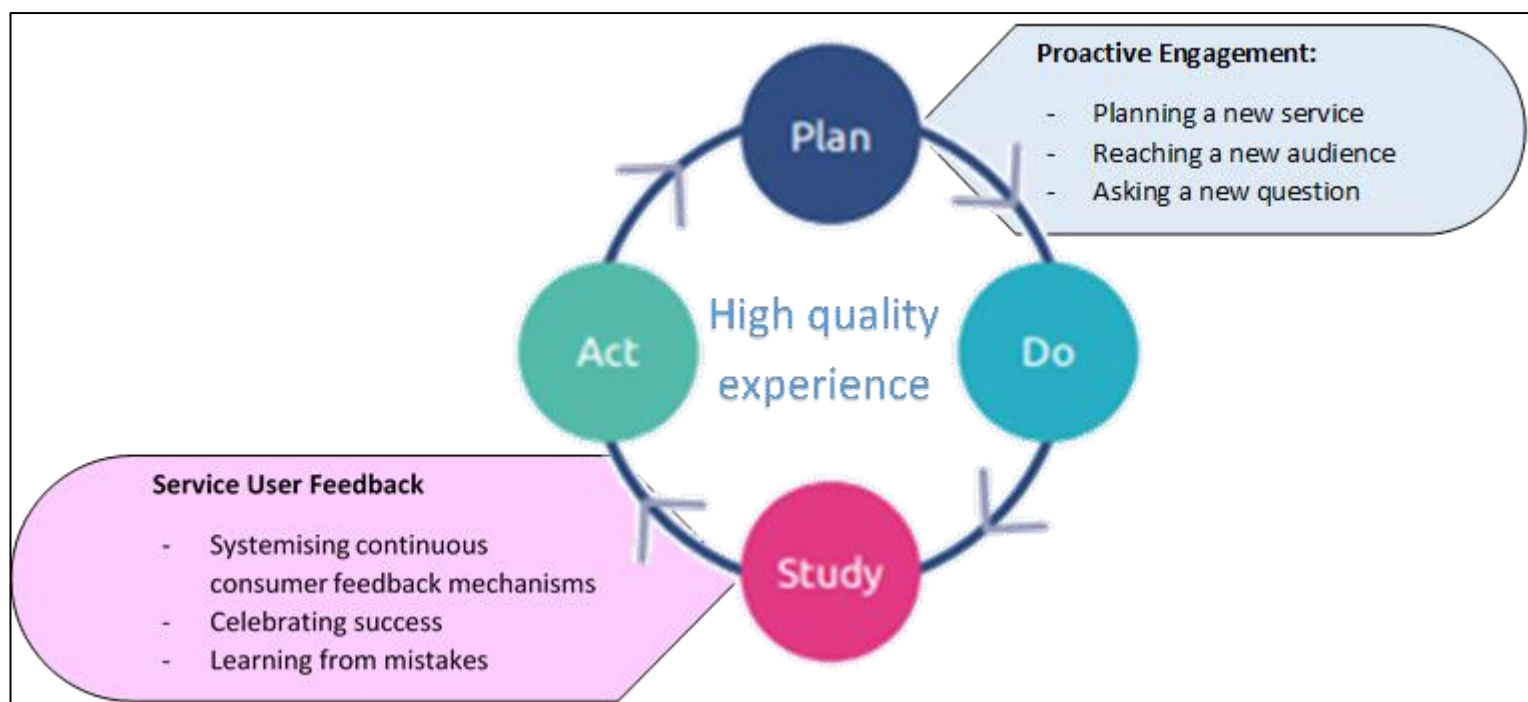 Plan
Proactive Engagement:
- Planning a new service
- Reaching a new audience
- Asking a new question
Act
High quality
experience
Do
Service User Feedback
- Systemising continuous
consumer feedback mechanisms
- Celebrating success
- Learning from mistakes
Study